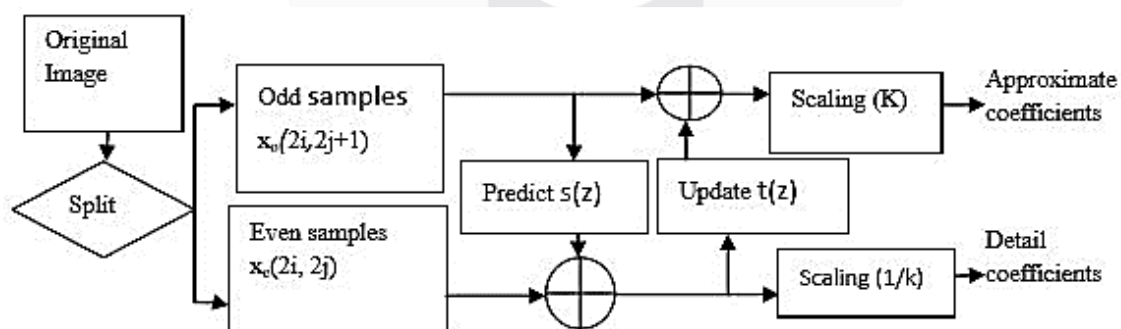 Original
Image
Split
Odd samples
xₒ(2i,2j+1)
Even samples
xₑ(2i, 2j)
Predict s(z)
Update t(z)
Scaling (K)
Scaling (1/k)
Approximate
coefficients
Detail
coefficients